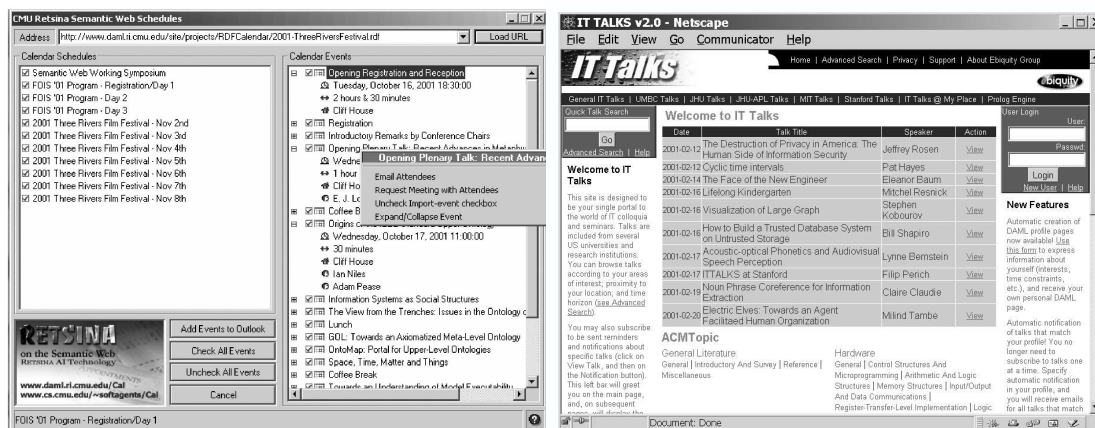 CMU Retsina Semantic Web Schedules
Address http://www.daml.ri.cmu.edu/site/projects/RDFCalendar/2001-ThreeRiversFestival.rdf Load URL
Calendar Schedules
Semantic Web Working Symposium
FOIS '01 Program - Registration/Day 1
FOIS '01 Program - Day 2
FOIS '01 Program - Day 3
2001 Three Rivers Film Festival - Nov 2nd
2001 Three Rivers Film Festival - Nov 3rd
2001 Three Rivers Film Festival - Nov 4th
2001 Three Rivers Film Festival - Nov 5th
2001 Three Rivers Film Festival - Nov 6th
2001 Three Rivers Film Festival - Nov 7th
2001 Three Rivers Film Festival - Nov 8th
Calendar Events
Opening Registration and Reception
Tuesday, October 16, 2001 18:30:00
2 hours & 30 minutes
Cliff House
Registration
Introductory Remarks by Conference Chairs
Opening Plenary Talk: Recent Advances in Metaphy
Wedne
1 hour
Cliff Ho
E. J. Lo
Opening Plenary Talk: Recent Advan
Email Attendees
Request Meeting with Attendees
Uncheck Import-event checkbox
Expand/Collapse Event
Coffee B
Origins
Wednesday, October 17, 2001 11:00:00
30 minutes
Cliff House
Ian Niles
Adam Pease
Information Systems as Social Structures
The View from the Trenches: Issues in the Ontology o
Lunch
GOL: Towards an Axiomatized Meta-Level Ontology
OntoMap: Portal for Upper-Level Ontologies
Space, Time, Matter and Things
Coffee Break
Towards an Understanding of Model Executability
RETSINA
on the Semantic Web
RETSINA AI TECHNOLOGY
www.daml.ri.cmu.edu/Cal
www.cs.cmu.edu/~softagents/Cal
Add Events to Outlook
Check All Events
Uncheck All Events
Cancel
FOIS '01 Program - Registration/Day 1
IT TALKS v2.0 - Netscape
File Edit View Go Communicator Help
IT Talks
Home | Advanced Search | Privacy | Support | About Ebiquity Group
ebiquity
General IT Talks | UMBC Talks | JHU Talks | JHU-APL Talks | MIT Talks | Stanford Talks | IT Talks @ My Place | Prolog Engine
Quick Talk Search
Go
Advanced Search | Help
Welcome to IT Talks
This site is designed to
be your single portal to
the world of IT colloquia
and seminars. Talks are
included from several
US universities and
research institutions.
You can browse talks
according to your areas
of interest; proximity to
your location; and time
horizon (see Advanced
Search).
You may also subscribe
to be sent reminders
and notifications about
specific talks (click on
View Talk, and then on
the Notification button).
This left bar will greet
you on the main page,
and, on subsequent
pages, will display the
Welcome to IT Talks
Date Talk Title Speaker Action
2001-02-12 The Destruction of Privacy in America: The Human Side of Information Security Jeffrey Rosen View
2001-02-12 Cyclic time intervals Pat Hayes View
2001-02-14 The Face of the New Engineer Eleanor Baum View
2001-02-16 Lifelong Kindergarten Mitchel Resnick View
2001-02-16 Visualization of Large Graph Stephen Kobourov View
2001-02-16 How to Build a Trusted Database System on Untrusted Storage Bill Shapiro View
2001-02-17 Acoustic-optical Phonetics and Audiovisual Speech Perception Lynne Bernstein View
2001-02-17 ITTALKS at Stanford Filip Perich View
2001-02-19 Noun Phrase Coreference for Information Extraction Claire Claudie View
2001-02-20 Electric Elves: Towards an Agent Facilitaed Human Organization Milind Tambe View
ACMTopic
General Literature:
General | Introductory And Survey | Reference |
Miscellaneous
Hardware
General | Control Structures And
Microprogramming | Arithmetic And Logic
Structures | Memory Structures | Input/Output
And Data Communications |
Register-Transfer-Level Implementation | Logic
User Login
User:
Passwd:
Login
New User | Help
New Features
Automatic creation of
DAML profile pages
now available! Use
this form to express
information about
yourself (interests,
time constraints,
etc.), and receive your
own personal DAML
page.
Automatic notification
of talks that match
your profile! You no
longer need to
subscribe to talks one
at a time. Specify
automatic notification
in your profile, and
you will receive emails
for all talks that match
Document: Done